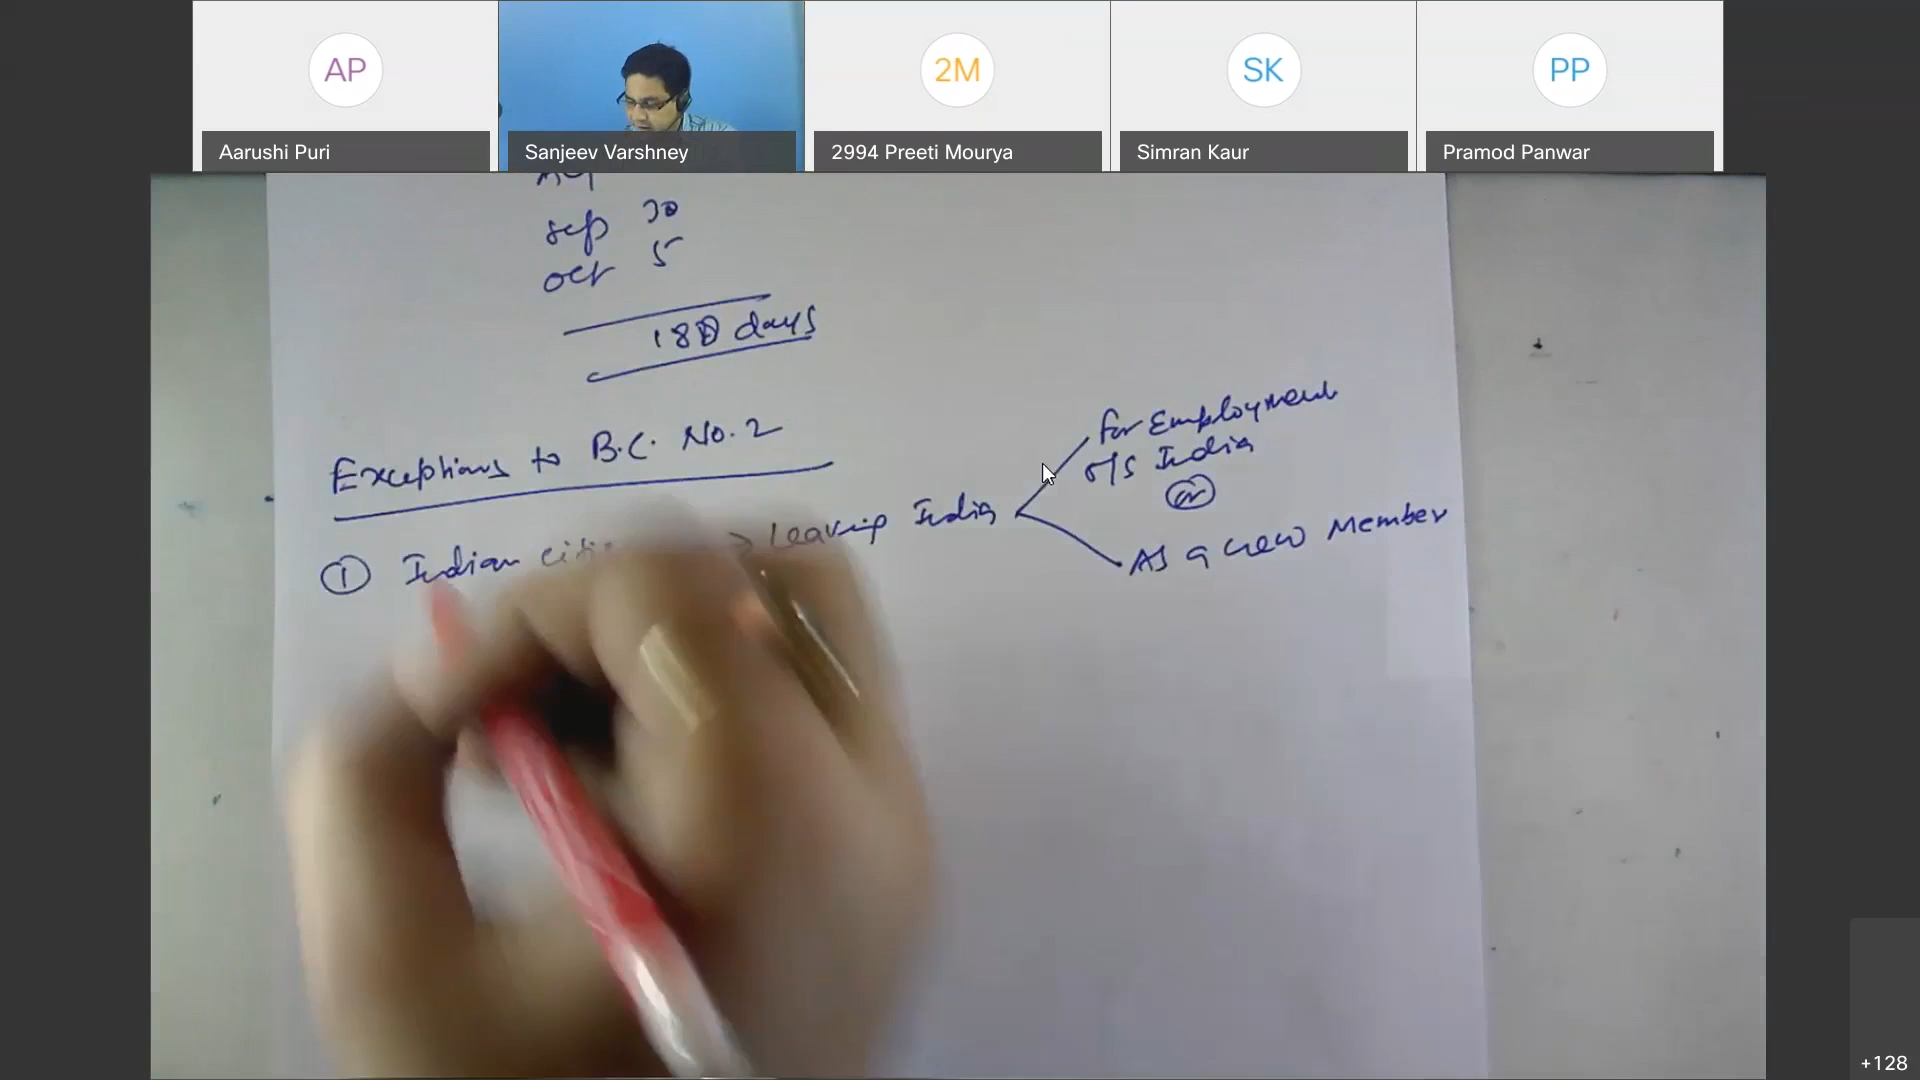 AP
2M
SK
PP
Aarushi Puri
Sanjeev Varshney
2994 Preeti Mourya
Simran Kaur
Pramod Panwar
Sep 30
Oct 5
180 days
Exceptions to B.C. No. 2
① Indian → Leaving India
for Employment
o/s India
or
As a crew Member
+128